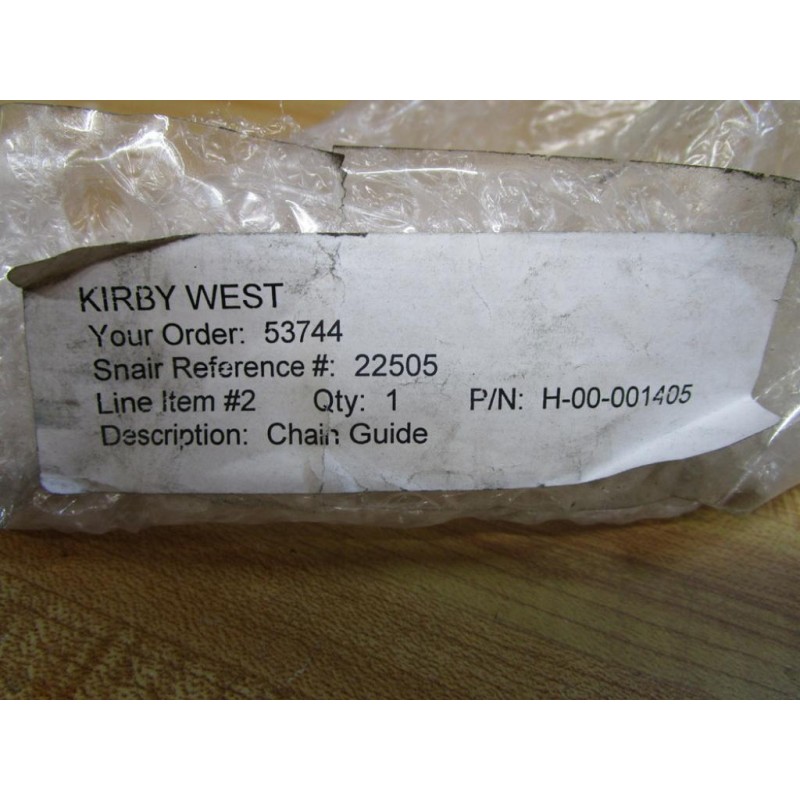 KIRBY WEST
Your Order: 53744
Snair Reference #: 22505
Line Item #2 Qty: 1 P/N: H-00-001405
Description: Chain Guide